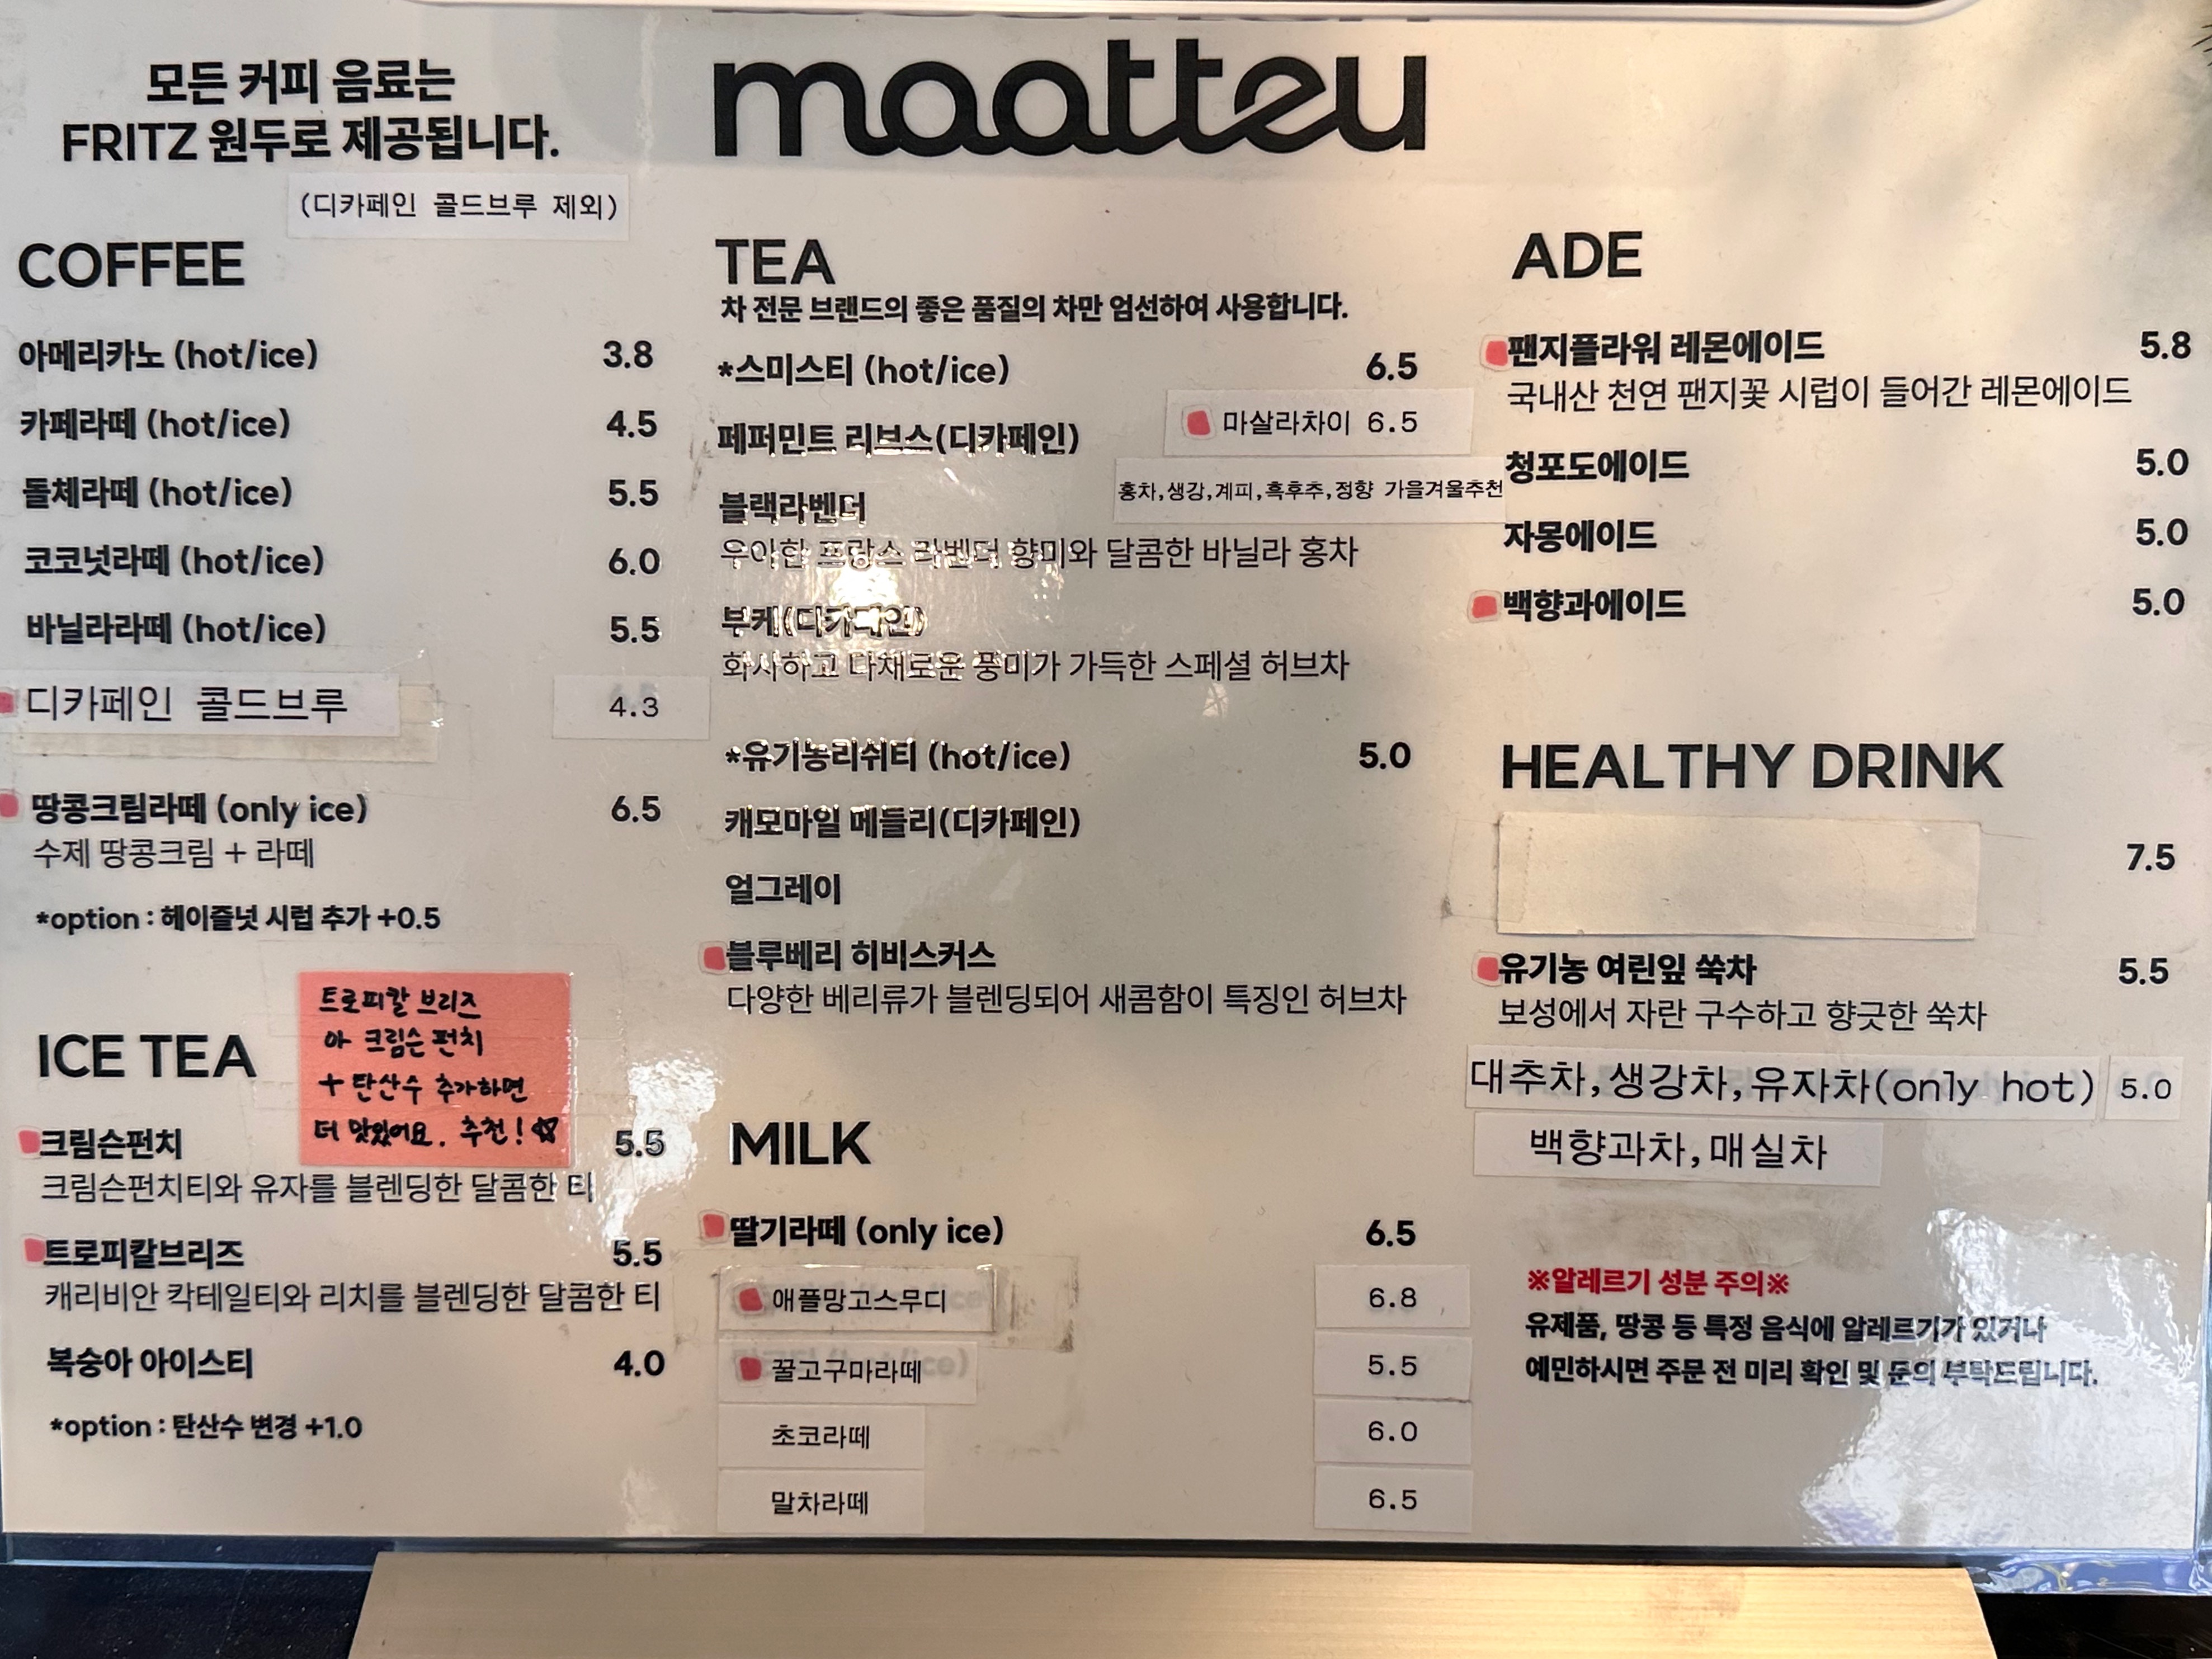 maatteu
모든 커피 음료는
FRITZ 원두로 제공됩니다.
(디카페인 콜드브루 제외)
COFFEE
아메리카노 (hot/ice) 3.8
카페라떼 (hot/ice) 4.5
돌체라떼 (hot/ice) 5.5
코코넛라떼 (hot/ice) 6.0
바닐라라떼 (hot/ice) 5.5
디카페인 콜드브루 4.3
땅콩크림라떼 (only ice) 6.5
수제 땅콩크림 + 라떼
*option : 헤이즐넛 시럽 추가 +0.5
ICE TEA
트로피칼 브리즈
아 크림슨 펀치
+ 탄산수 추가하면
더 맛있어요. 추천!
크림슨펀치 5.5
크림슨펀치티와 유자를 블렌딩한 달콤한 티
트로피칼브리즈 5.5
캐리비안 칵테일티와 리치를 블렌딩한 달콤한 티
복숭아 아이스티 4.0
*option : 탄산수 변경 +1.0
TEA
차 전문 브랜드의 좋은 품질의 차만 엄선하여 사용합니다.
*스미스티 (hot/ice) 6.5
마살라차이 6.5
페퍼민트 리브스(디카페인)
홍차,생강,계피,흑후추,정향 가을겨울추천
블랙라벤더
우아한 프랑스 라벤더 향미와 달콤한 바닐라 홍차
부케(디카페인)
화사하고 다채로운 풍미가 가득한 스페셜 허브차
*유기농리쉬티 (hot/ice) 5.0
캐모마일 메들리(디카페인)
얼그레이
블루베리 히비스커스
다양한 베리류가 블렌딩되어 새콤함이 특징인 허브차
MILK
딸기라떼 (only ice) 6.5
애플망고스무디 6.8
꿀고구마라떼 5.5
초코라떼 6.0
말차라떼 6.5
ADE
팬지플라워 레몬에이드 5.8
국내산 천연 팬지꽃 시럽이 들어간 레몬에이드
청포도에이드 5.0
자몽에이드 5.0
백향과에이드 5.0
HEALTHY DRINK
7.5
유기농 여린잎 쑥차 5.5
보성에서 자란 구수하고 향긋한 쑥차
대추차,생강차,유자차(only hot) 5.0
백향과차,매실차
※알레르기 성분 주의※
유제품, 땅콩 등 특정 음식에 알레르기가 있거나
예민하시면 주문 전 미리 확인 및 문의 부탁드립니다.